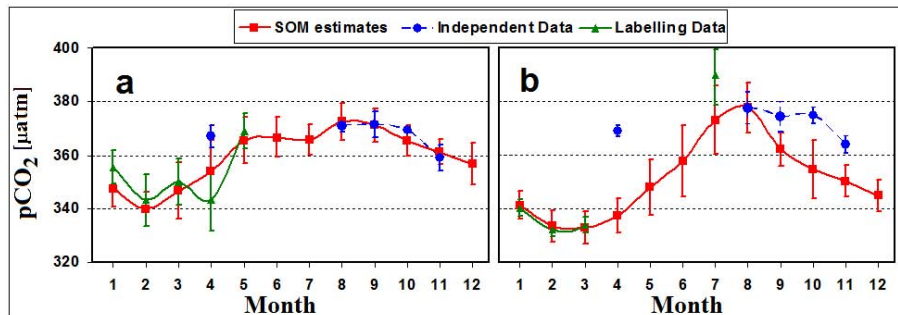 SOM estimates Independent Data Labelling Data
400
380
360
340
320
pCO₂ [µatm]
a
b
1 2 3 4 5 6 7 8 9 10 11 12
1 2 3 4 5 6 7 8 9 10 11 12
Month
Month